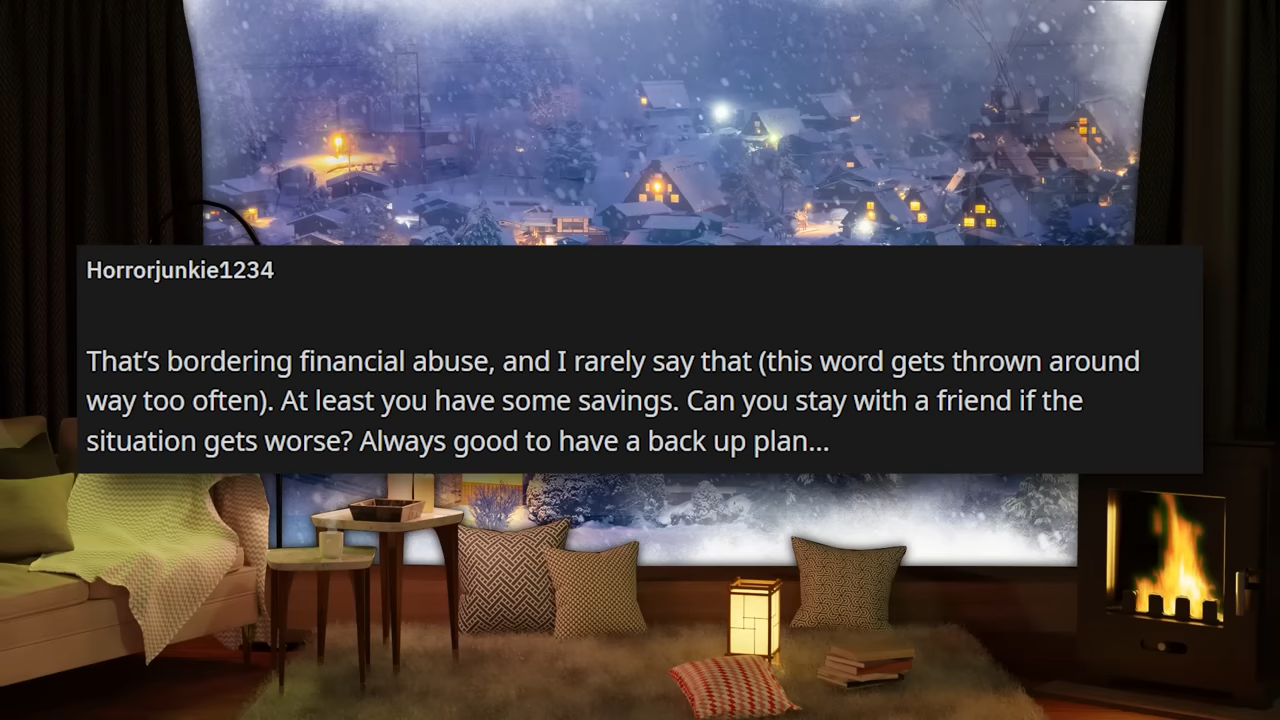 Horrorjunkie1234
That’s bordering financial abuse, and I rarely say that (this word gets thrown around
way too often). At least you have some savings. Can you stay with a friend if the
situation gets worse? Always good to have a back up plan...